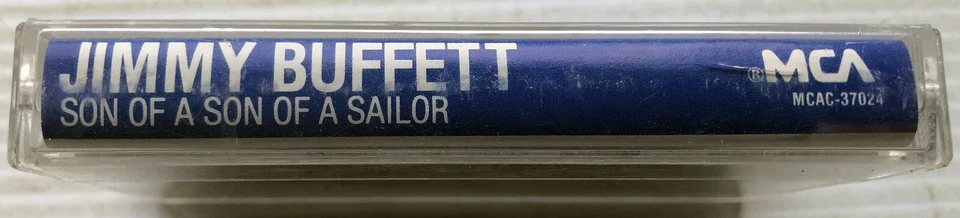 JIMMY BUFFETT
SON OF A SON OF A SAILOR
® MCA
MCAC-37024